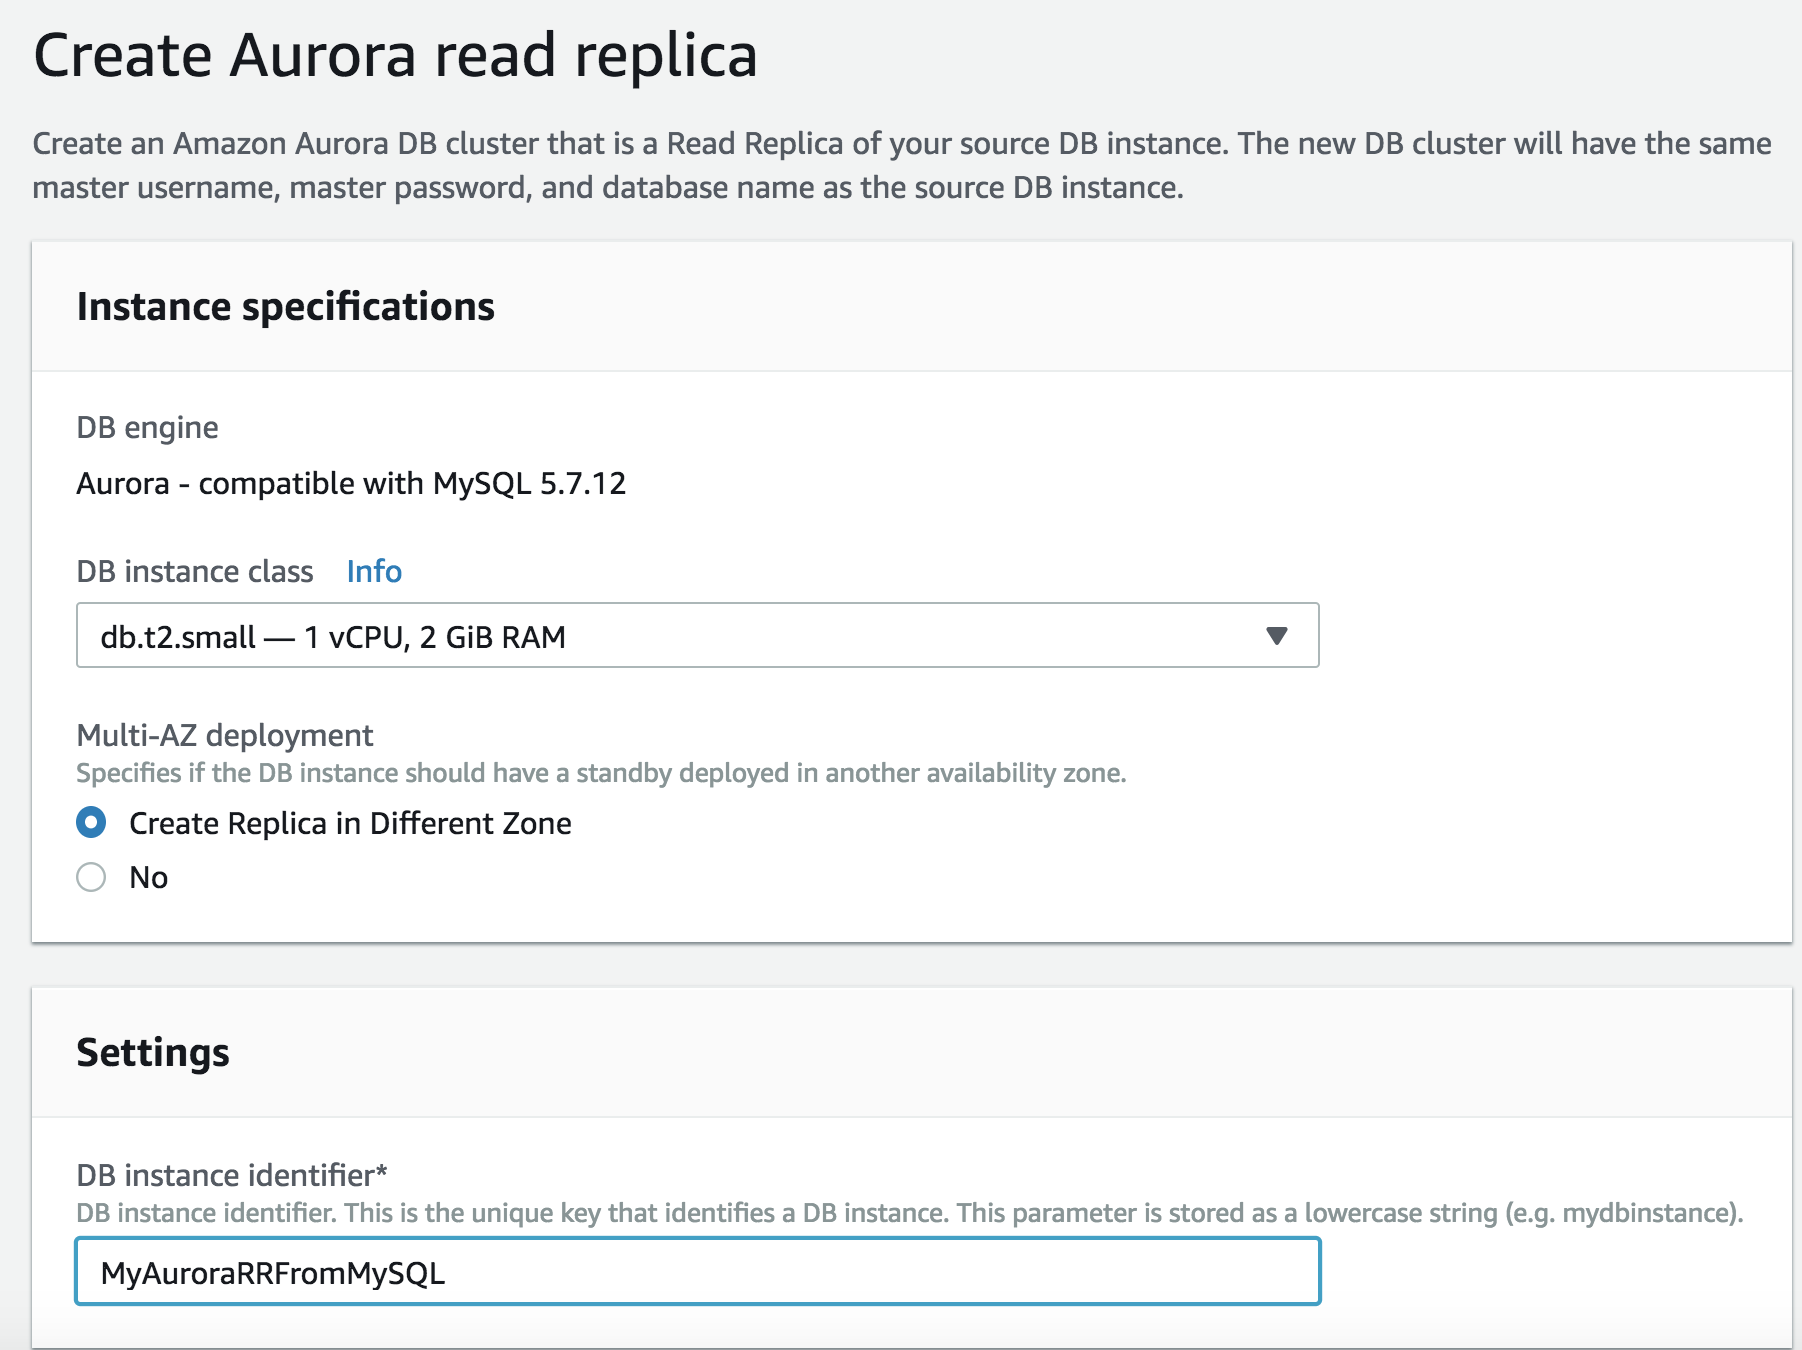 Create Aurora read replica
Create an Amazon Aurora DB cluster that is a Read Replica of your source DB instance. The new DB cluster will have the same
master username, master password, and database name as the source DB instance.
Instance specifications
DB engine
Aurora - compatible with MySQL 5.7.12
DB instance class Info
db.t2.small — 1 vCPU, 2 GiB RAM
Multi-AZ deployment
Specifies if the DB instance should have a standby deployed in another availability zone.
Create Replica in Different Zone
No
Settings
DB instance identifier*
DB instance identifier. This is the unique key that identifies a DB instance. This parameter is stored as a lowercase string (e.g. mydbinstance).
MyAuroraRRFromMySQL